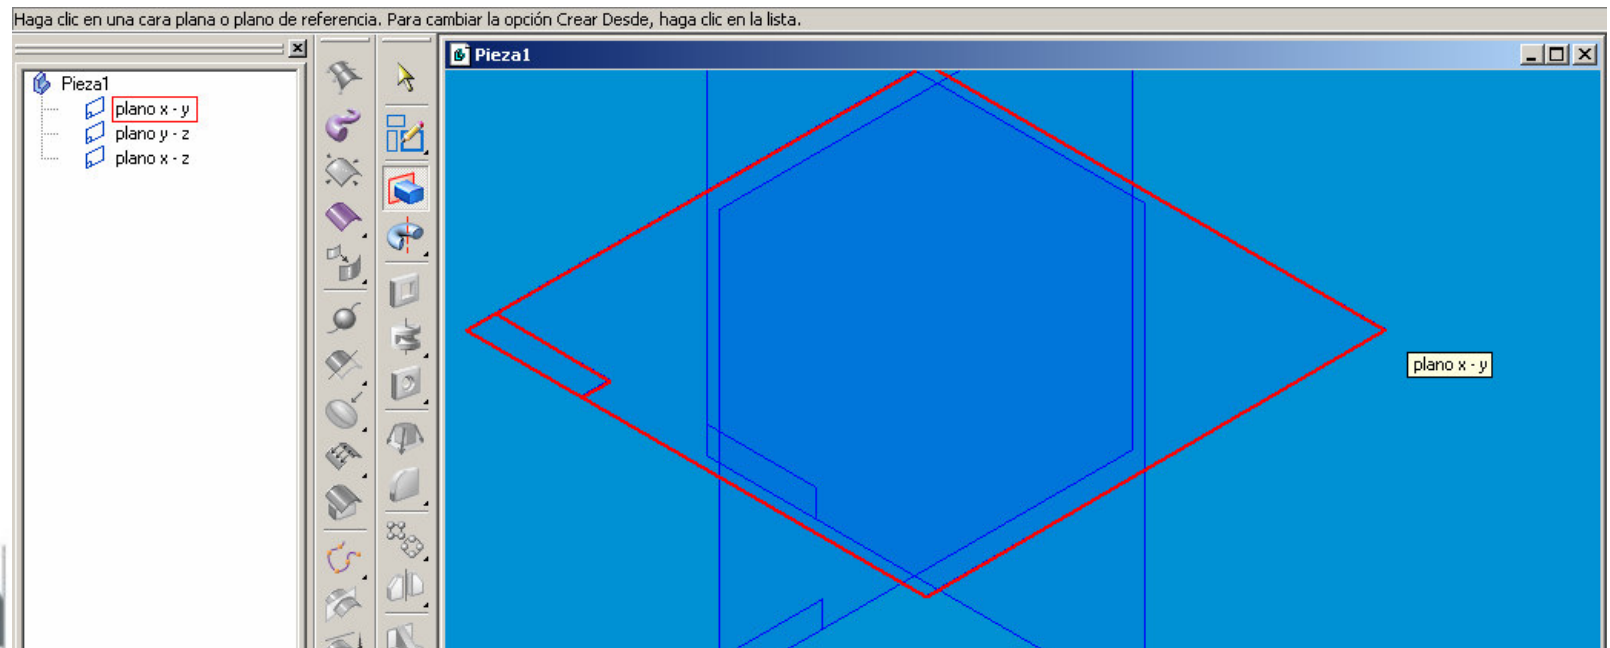 Haga clic en una cara plana o plano de referencia. Para cambiar la opción Crear Desde, haga clic en la lista.
Pieza1
Pieza1
plano x - y
plano y - z
plano x - z
plano x - y